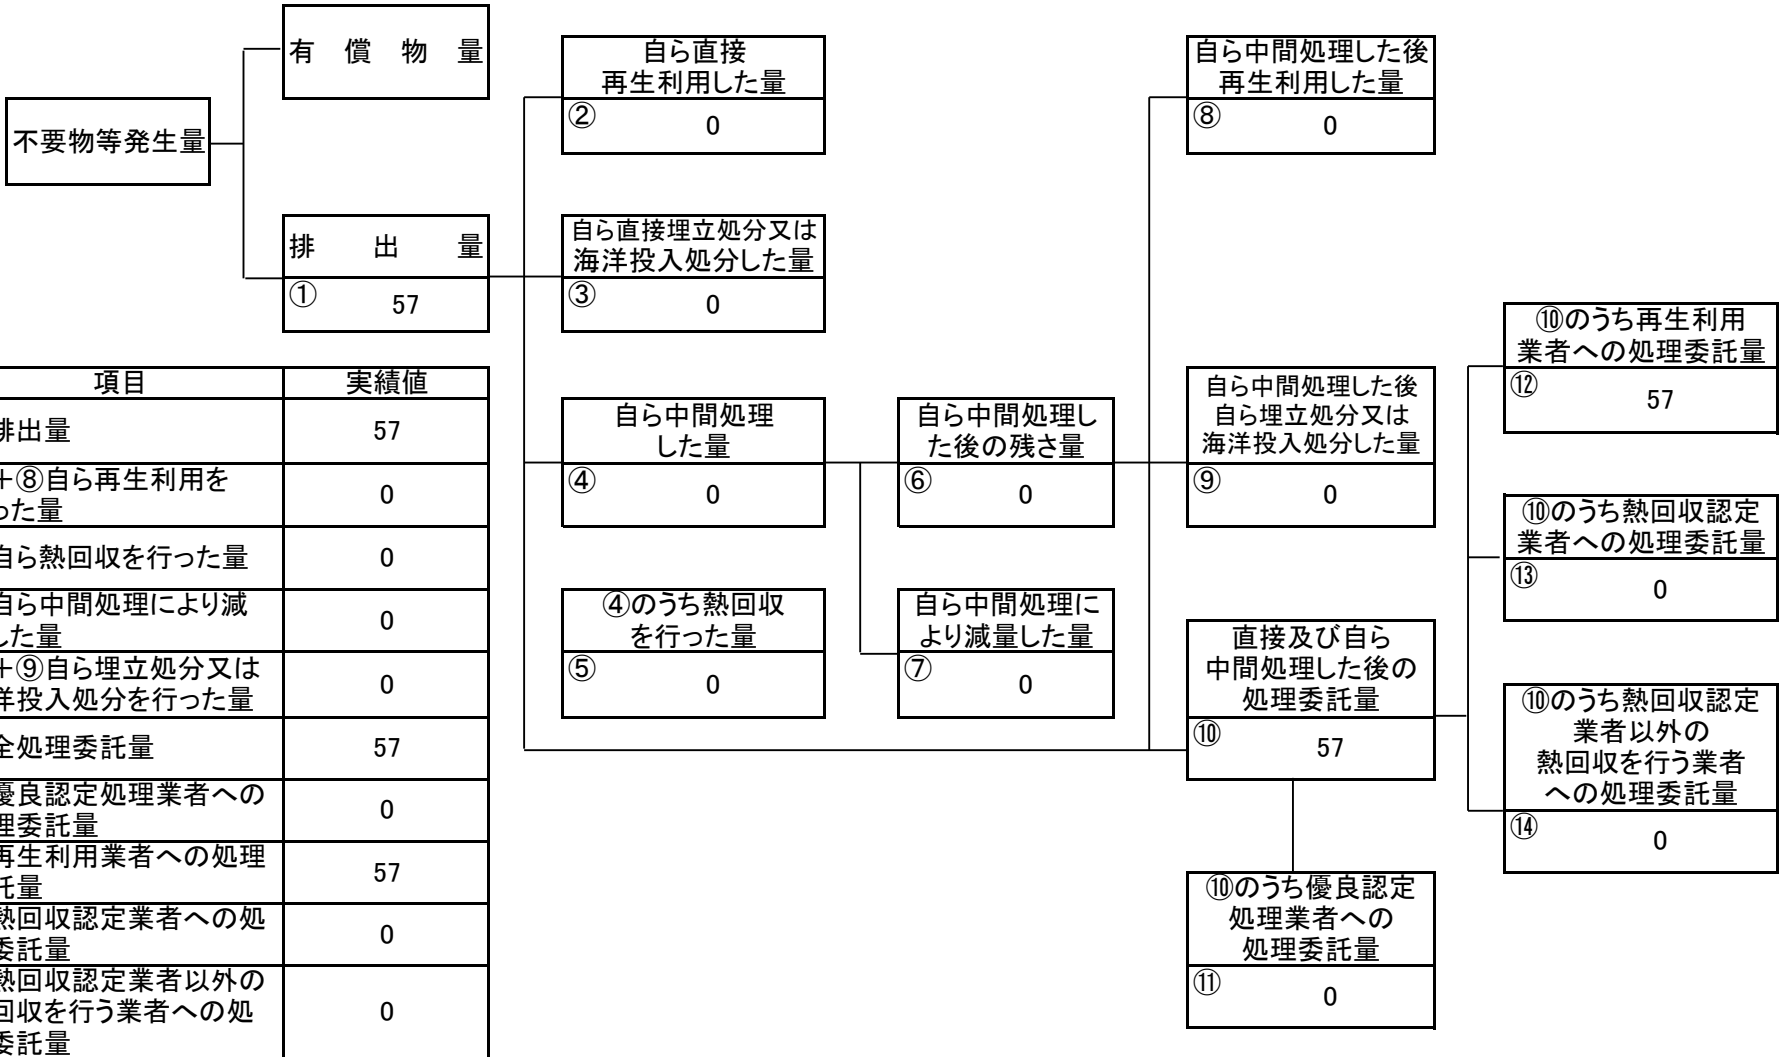 有償物量
不要物等発生量
排出量
①
57
自ら直接
再生利用した量
②
0
自ら直接埋立処分又は
海洋投入処分した量
③
0
自ら中間処理
した量
④
0
④のうち熱回収
を行った量
⑤
0
自ら中間処理し
た後の残さ量
⑥
0
自ら中間処理に
より減量した量
⑦
0
自ら中間処理した後
再生利用した量
⑧
0
自ら中間処理した後
自ら埋立処分又は
海洋投入処分した量
⑨
0
直接及び自ら
中間処理した後の
処理委託量
⑩
57
⑩のうち優良認定
処理業者への
処理委託量
⑪
0
⑩のうち再生利用
業者への処理委託量
⑫
57
⑩のうち熱回収認定
業者への処理委託量
⑬
0
⑩のうち熱回収認定
業者以外の
熱回収を行う業者
への処理委託量
⑭
0
項目
実績値
排出量
57
+⑧自ら再生利用を
った量
0
自ら熱回収を行った量
0
自ら中間処理により減
した量
0
+⑨自ら埋立処分又は
洋投入処分を行った量
0
全処理委託量
57
優良認定処理業者への
理委託量
0
再生利用業者への処理
託量
57
熱回収認定業者への処
委託量
0
熱回収認定業者以外の
回収を行う業者への処
委託量
0